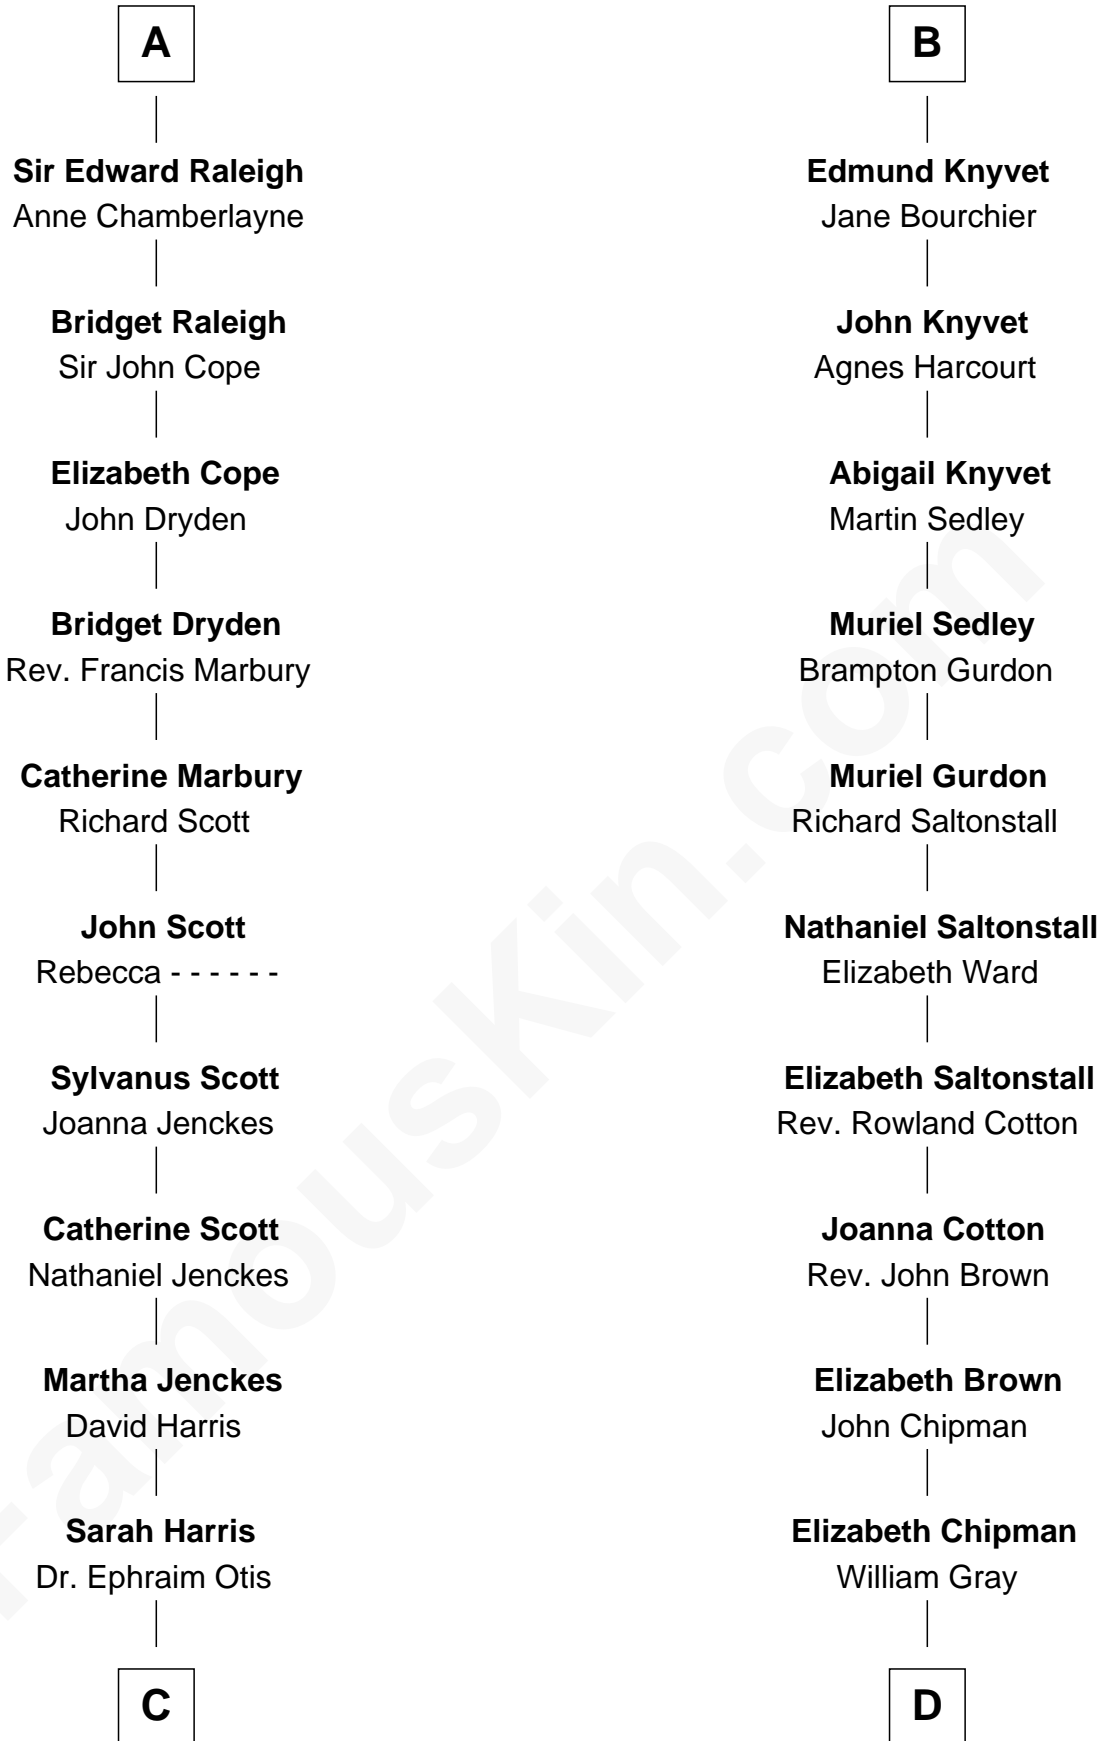 A
Sir Edward Raleigh
Anne Chamberlayne
Bridget Raleigh
Sir John Cope
Elizabeth Cope
John Dryden
Bridget Dryden
Rev. Francis Marbury
Catherine Marbury
Richard Scott
John Scott
Rebecca - - - - - -
Sylvanus Scott
Joanna Jenckes
Catherine Scott
Nathaniel Jenckes
Martha Jenckes
David Harris
Sarah Harris
Dr. Ephraim Otis
C
B
Edmund Knyvet
Jane Bourchier
John Knyvet
Agnes Harcourt
Abigail Knyvet
Martin Sedley
Muriel Sedley
Brampton Gurdon
Muriel Gurdon
Richard Saltonstall
Nathaniel Saltonstall
Elizabeth Ward
Elizabeth Saltonstall
Rev. Rowland Cotton
Joanna Cotton
Rev. John Brown
Elizabeth Brown
John Chipman
Elizabeth Chipman
William Gray
D
FamousKin.com